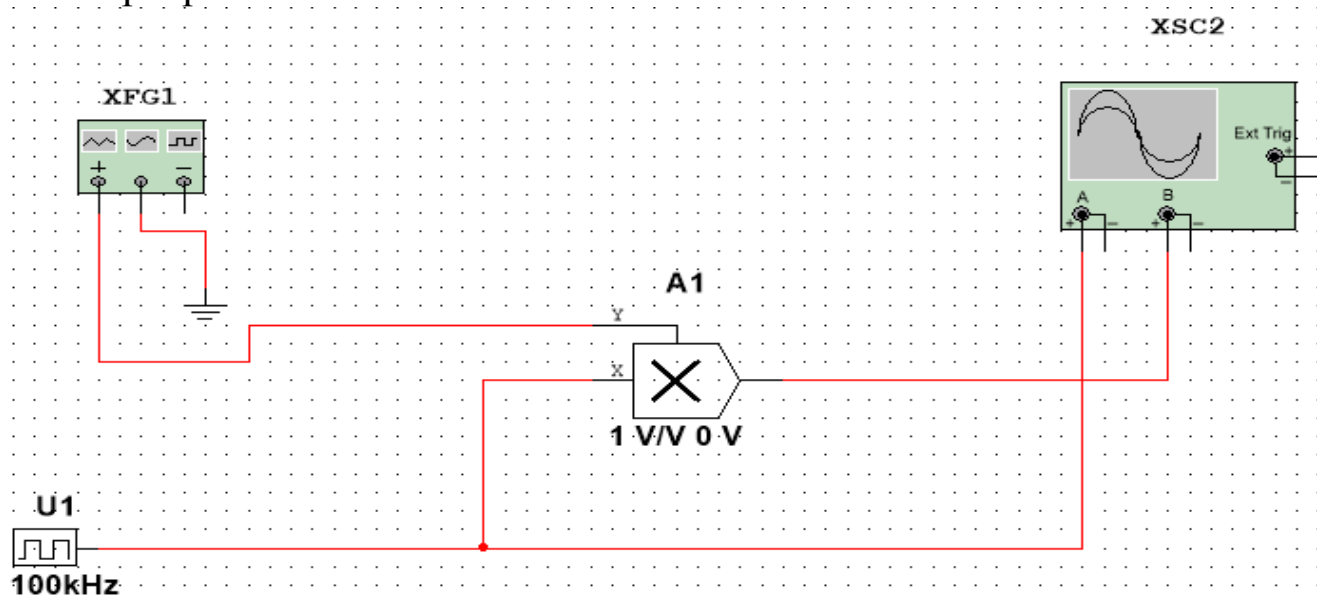 XSC2
XFG1
Ext Trig
+
−
+
−
A
B
+
−
+
−
A1
Y
X
1 V/V 0 V
U1
100kHz